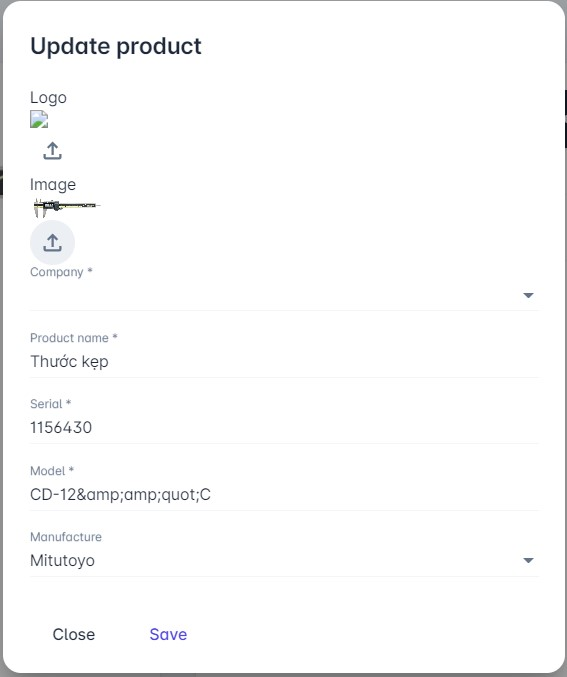 Update product
Logo
Image
Company *
Product name *
Thước kẹp
Serial *
1156430
Model *
CD-12&amp;amp;quot;C
Manufacture
Mitutoyo
Close Save